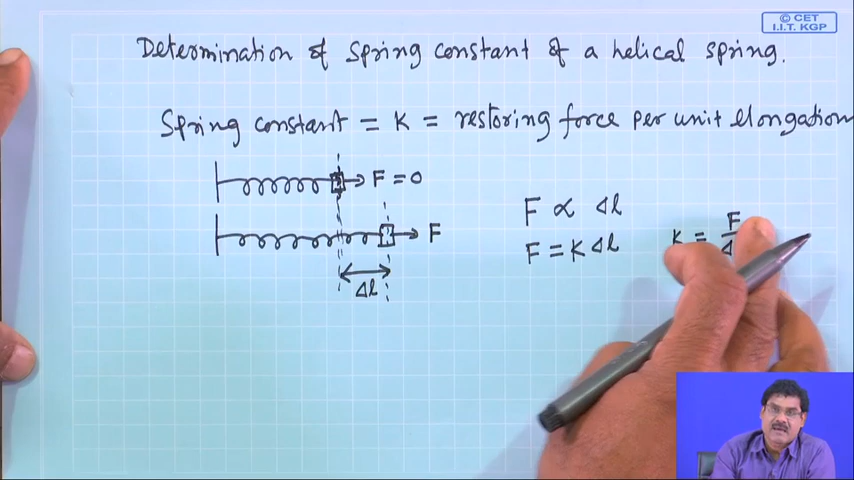 © CET
I.I.T. KGP
Determination of spring constant of a helical spring.
Spring constant = K = restoring force per unit elongation
F = 0
F
Δl
F ∝ Δl
F = K Δl
K = F